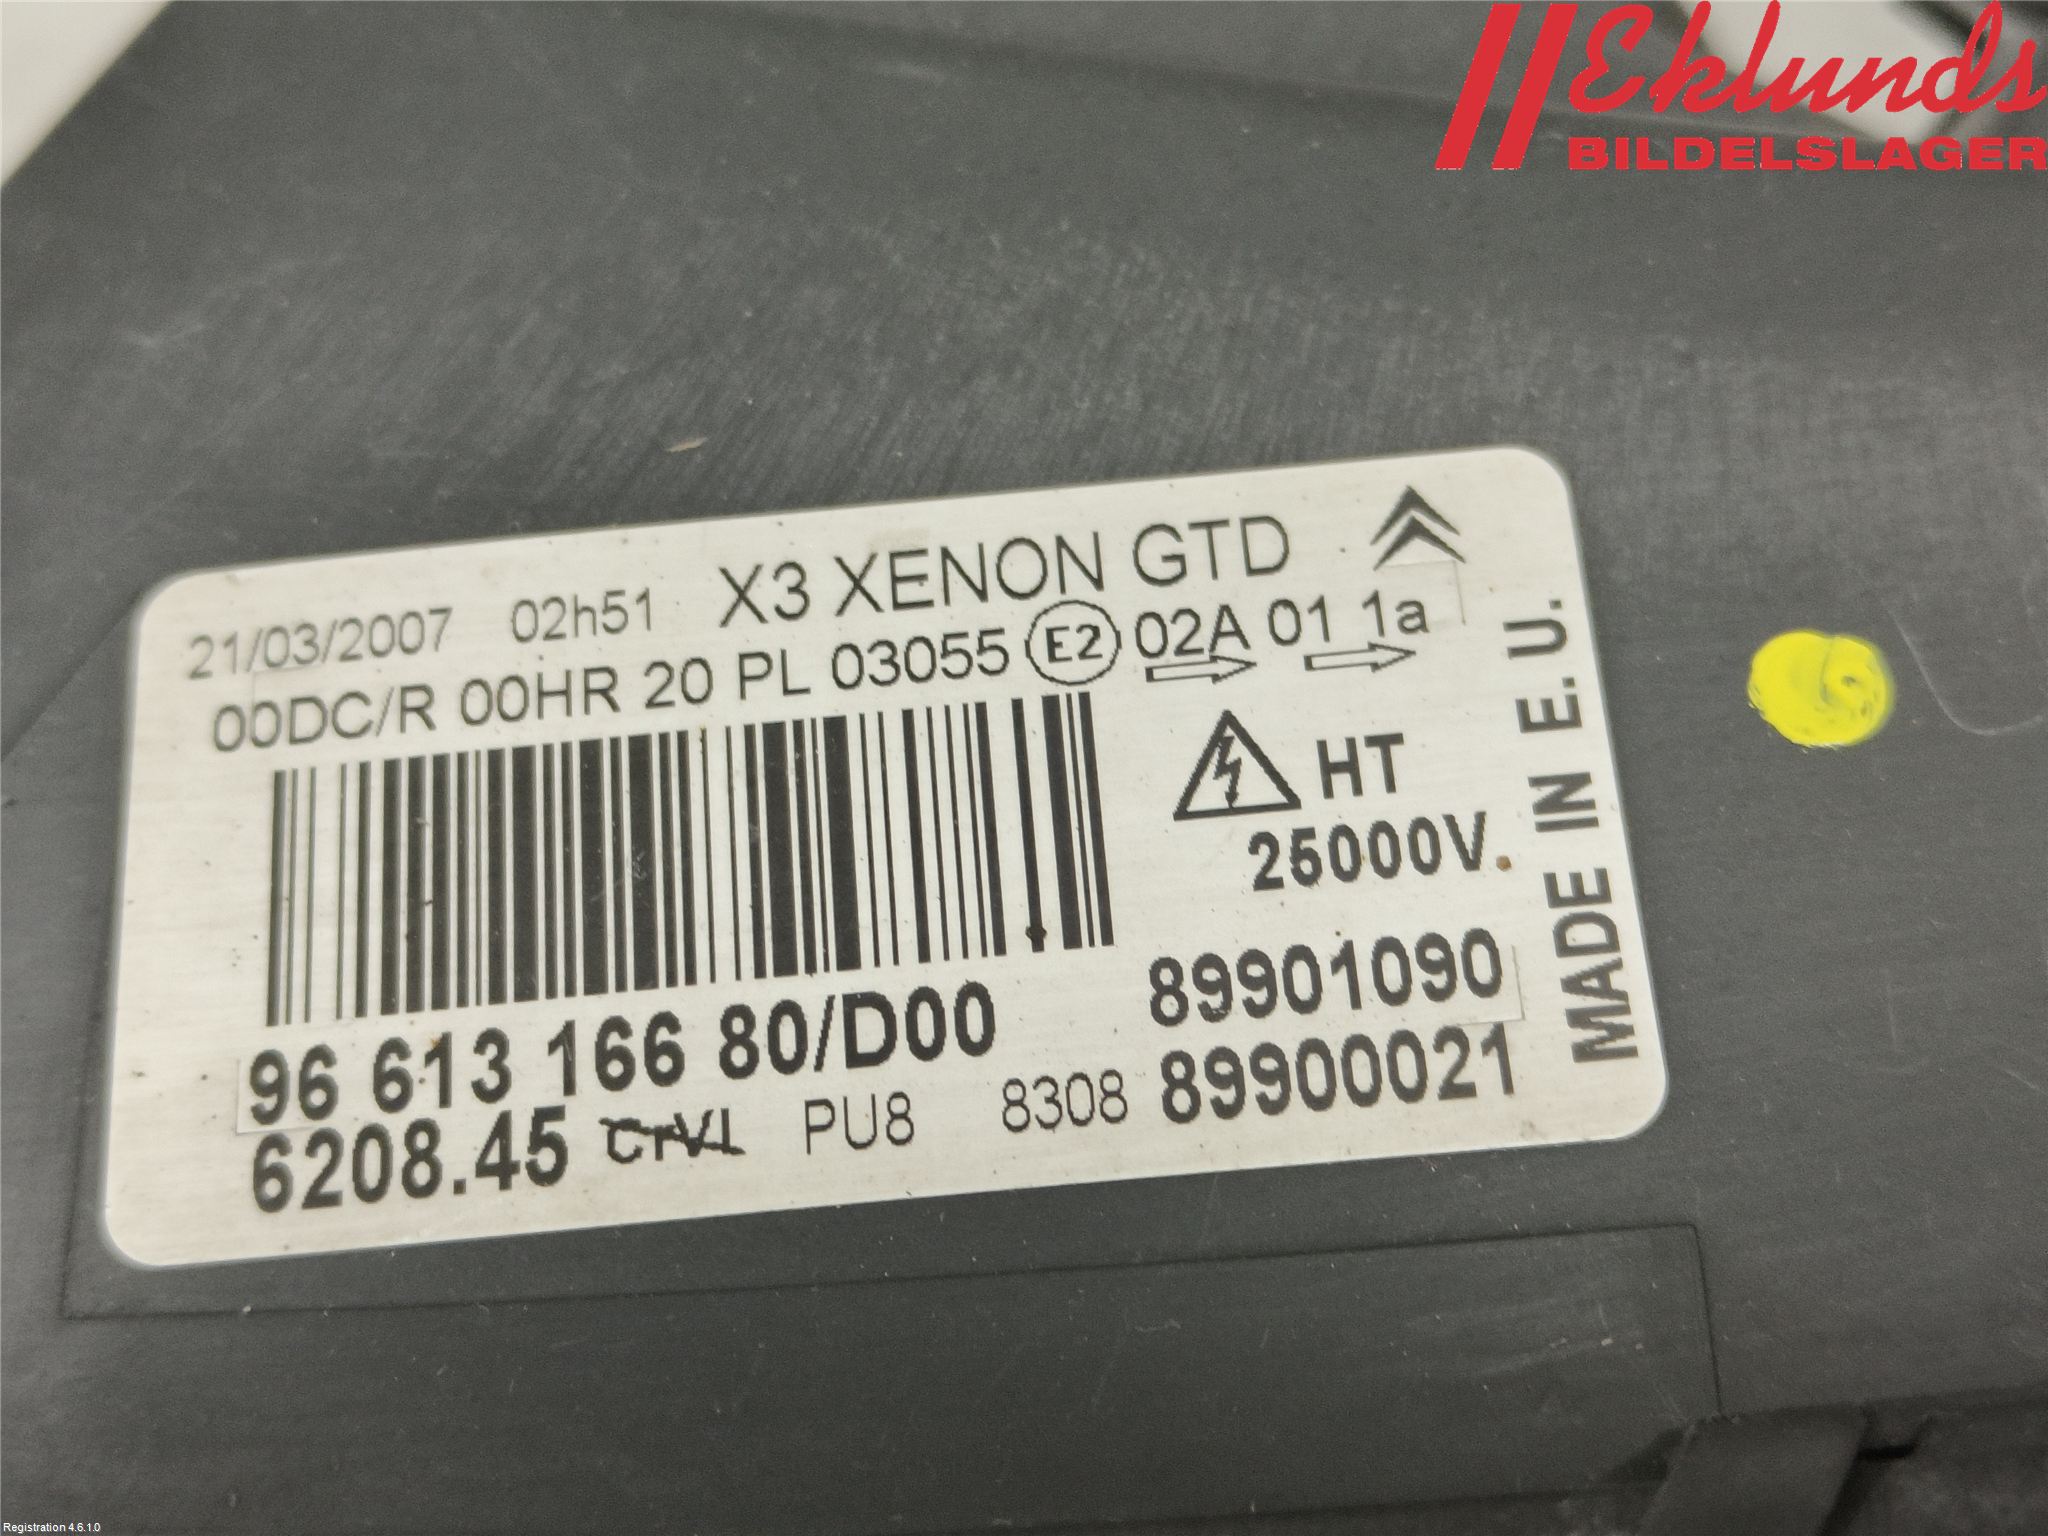 Eklunds
BILDELSLAGER
21/03/2007 02h51 X3 XENON GTD
00DC/R 00HR 20 PL 03055 E2 02A 01 1a
HT
25000V.
MADE IN E.U.
96 613 166 80/D00 89901090
6208.45 PU8 8308 89900021
Registration 4.6.1.0